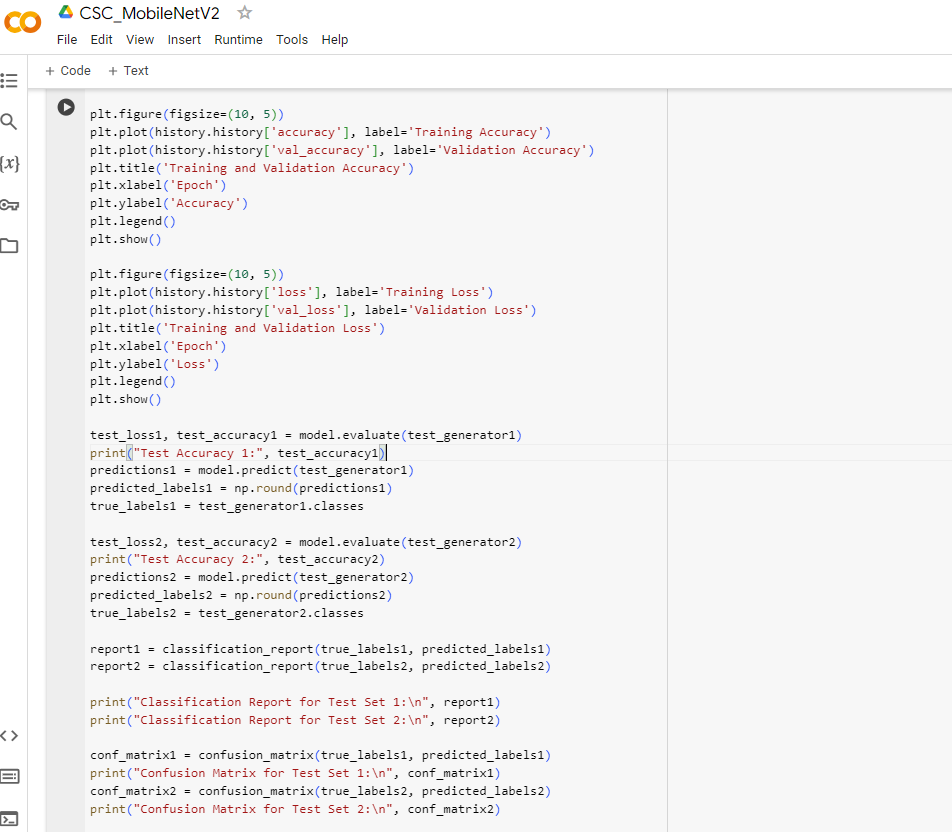 CSC_MobileNetV2
File Edit View Insert Runtime Tools Help
+ Code + Text
plt.figure(figsize=(10, 5))
plt.plot(history.history['accuracy'], label='Training Accuracy')
plt.plot(history.history['val_accuracy'], label='Validation Accuracy')
plt.title('Training and Validation Accuracy')
plt.xlabel('Epoch')
plt.ylabel('Accuracy')
plt.legend()
plt.show()

plt.figure(figsize=(10, 5))
plt.plot(history.history['loss'], label='Training Loss')
plt.plot(history.history['val_loss'], label='Validation Loss')
plt.title('Training and Validation Loss')
plt.xlabel('Epoch')
plt.ylabel('Loss')
plt.legend()
plt.show()

test_loss1, test_accuracy1 = model.evaluate(test_generator1)
print("Test Accuracy 1:", test_accuracy1)
predictions1 = model.predict(test_generator1)
predicted_labels1 = np.round(predictions1)
true_labels1 = test_generator1.classes

test_loss2, test_accuracy2 = model.evaluate(test_generator2)
print("Test Accuracy 2:", test_accuracy2)
predictions2 = model.predict(test_generator2)
predicted_labels2 = np.round(predictions2)
true_labels2 = test_generator2.classes

report1 = classification_report(true_labels1, predicted_labels1)
report2 = classification_report(true_labels2, predicted_labels2)

print("Classification Report for Test Set 1:\n", report1)
print("Classification Report for Test Set 2:\n", report2)

conf_matrix1 = confusion_matrix(true_labels1, predicted_labels1)
print("Confusion Matrix for Test Set 1:\n", conf_matrix1)
conf_matrix2 = confusion_matrix(true_labels2, predicted_labels2)
print("Confusion Matrix for Test Set 2:\n", conf_matrix2)